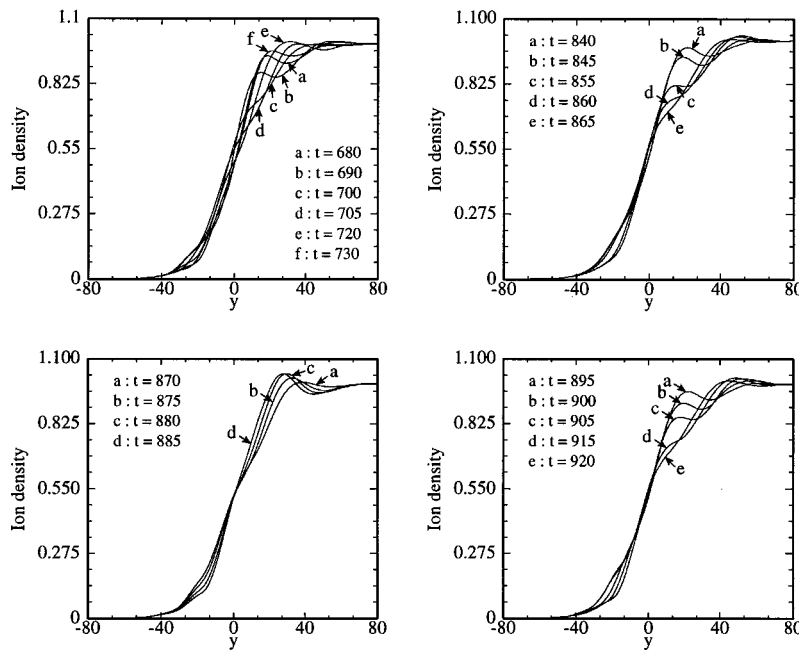 1.1
0.825
0.55
0.275
0
Ion density
-80
-40
0
40
80
y
f
e
a
b
c
d
a : t = 680
b : t = 690
c : t = 700
d : t = 705
e : t = 720
f : t = 730
1.100
0.825
0.550
0.275
0
Ion density
-80
-40
0
40
80
y
a : t = 840
b : t = 845
c : t = 855
d : t = 860
e : t = 865
a
b
d
c
e
1.100
0.825
0.550
0.275
0
Ion density
-80
-40
0
40
80
y
a : t = 870
b : t = 875
c : t = 880
d : t = 885
c
a
b
d
1.100
0.825
0.550
0.275
0
Ion density
-80
-40
0
40
80
y
a : t = 895
b : t = 900
c : t = 905
d : t = 915
e : t = 920
a
b
c
d
e